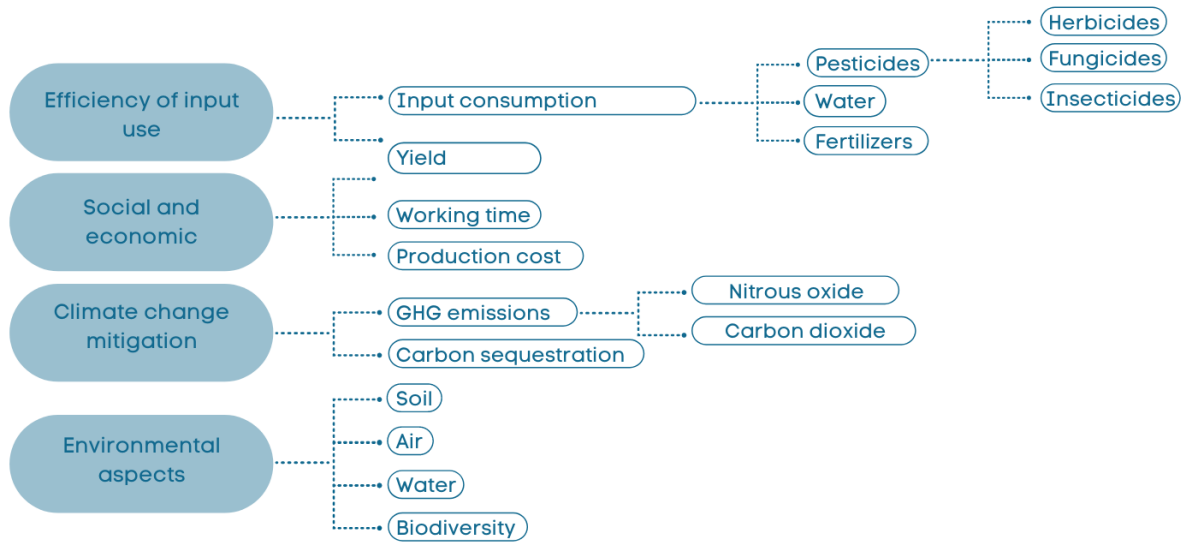 Efficiency of input
use
Input consumption
Pesticides
Herbicides
Fungicides
Insecticides
Water
Fertilizers
Yield
Social and
economic
Working time
Production cost
Climate change
mitigation
GHG emissions
Nitrous oxide
Carbon dioxide
Carbon sequestration
Environmental
aspects
Soil
Air
Water
Biodiversity